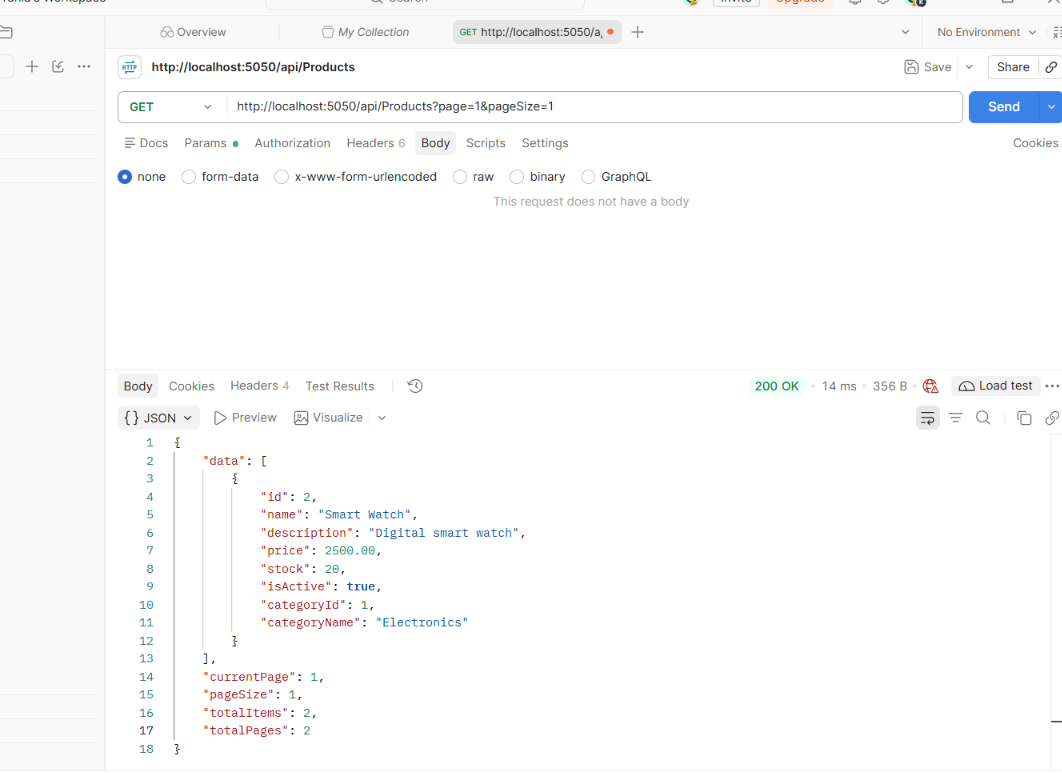 Workspace
Search
Invite
Upgrade
Overview
My Collection
GET http://localhost:5050/a
No Environment
HTTP
http://localhost:5050/api/Products
Save
Share
GET
http://localhost:5050/api/Products?page=1&pageSize=1
Send
Docs
Params
Authorization
Headers 6
Body
Scripts
Settings
Cookies
none
form-data
x-www-form-urlencoded
raw
binary
GraphQL
This request does not have a body
Body
Cookies
Headers 4
Test Results
200 OK
14 ms
356 B
Load test
{} JSON
Preview
Visualize
1 {
2 "data": [
3 {
4 "id": 2,
5 "name": "Smart Watch",
6 "description": "Digital smart watch",
7 "price": 2500.00,
8 "stock": 20,
9 "isActive": true,
10 "categoryId": 1,
11 "categoryName": "Electronics"
12 }
13 ],
14 "currentPage": 1,
15 "pageSize": 1,
16 "totalItems": 2,
17 "totalPages": 2
18 }